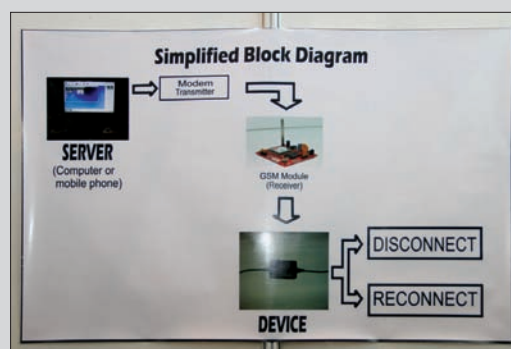 Simplified Block Diagram
Modem
Transmitter
SERVER
(Computer or
mobile phone)
GSM Module
(Receiver)
DISCONNECT
RECONNECT
DEVICE